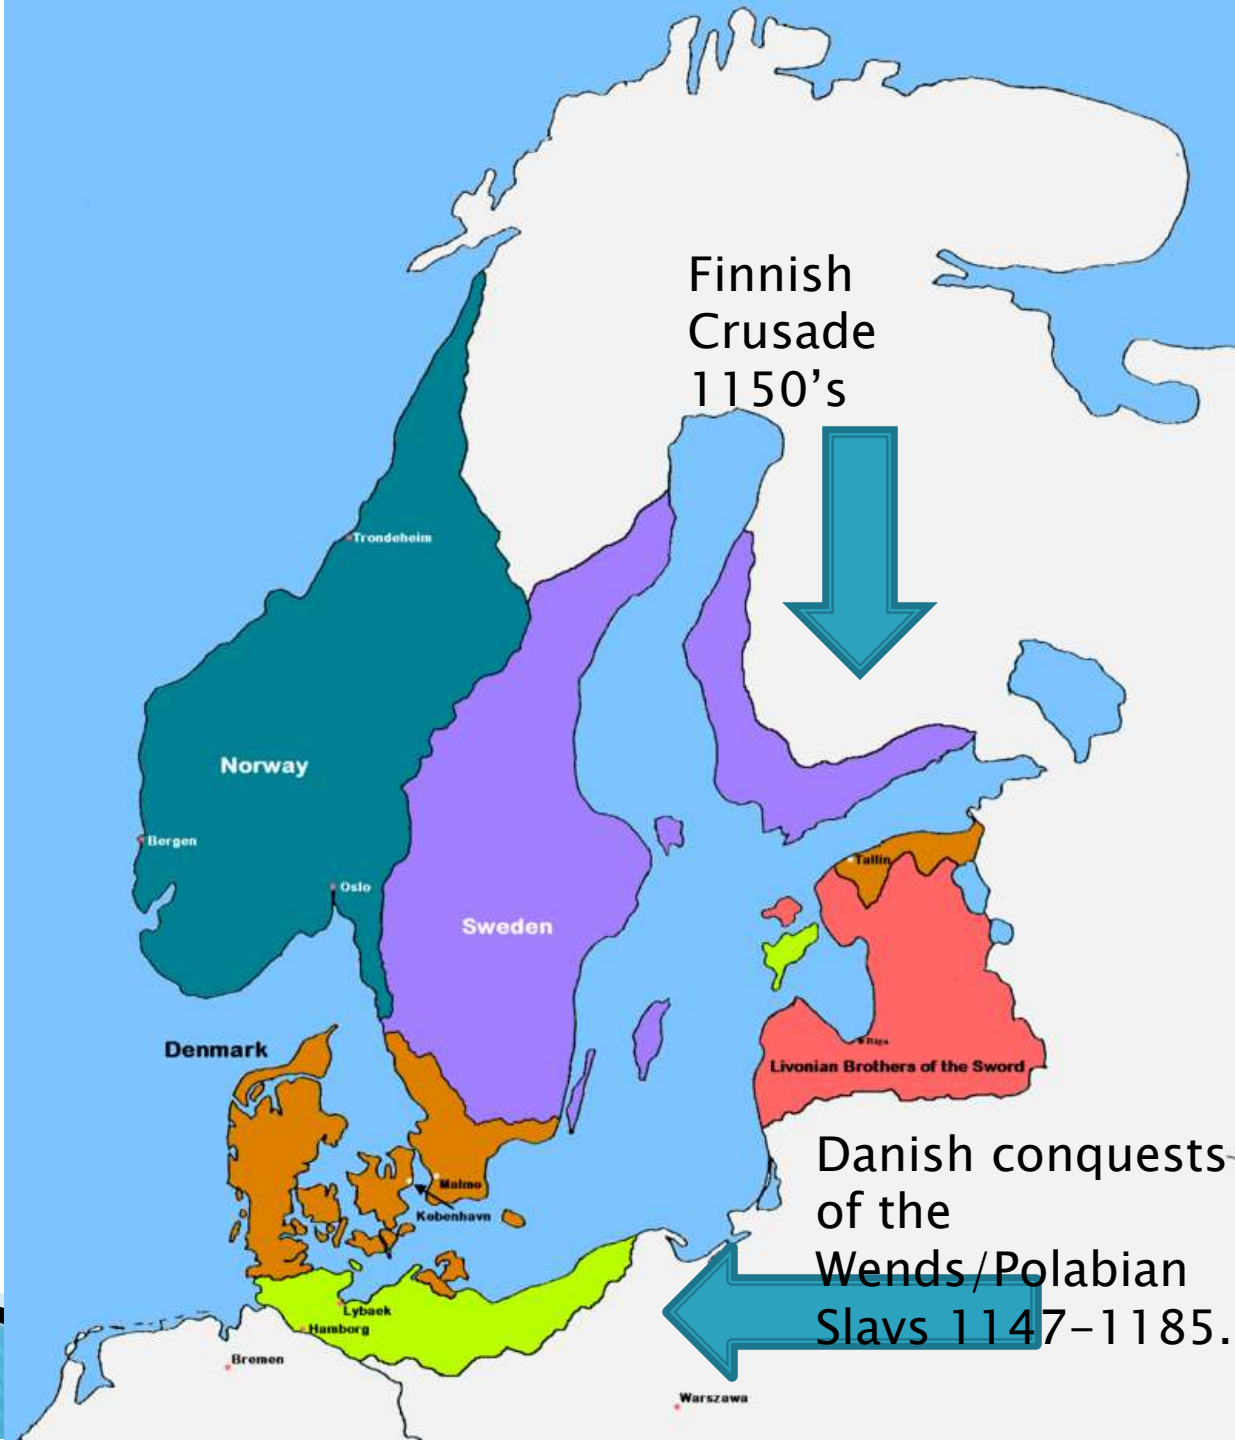 Finnish
Crusade
1150’s
Trondeheim
Norway
Bergen
Oslo
Sweden
Tallin
Denmark
Riga
Livonian Brothers of the Sword
Malmo
København
Danish conquests
of the
Wends/Polabian
Slavs 1147–1185.
Lybaek
Hamborg
Bremen
Warszawa